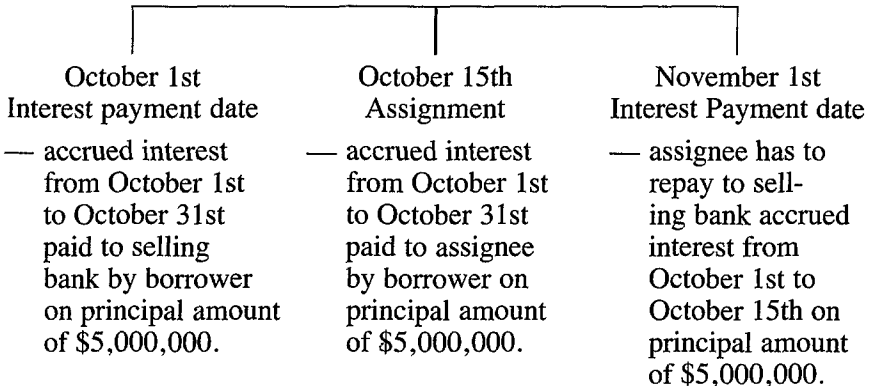 October 1st
Interest payment date
— accrued interest
from October 1st
to October 31st
paid to selling
bank by borrower
on principal amount
of $5,000,000.
October 15th
Assignment
— accrued interest
from October 1st
to October 31st
paid to assignee
by borrower on
principal amount
of $5,000,000.
November 1st
Interest Payment date
— assignee has to
repay to sell-
ing bank accrued
interest from
October 1st to
October 15th on
principal amount
of $5,000,000.